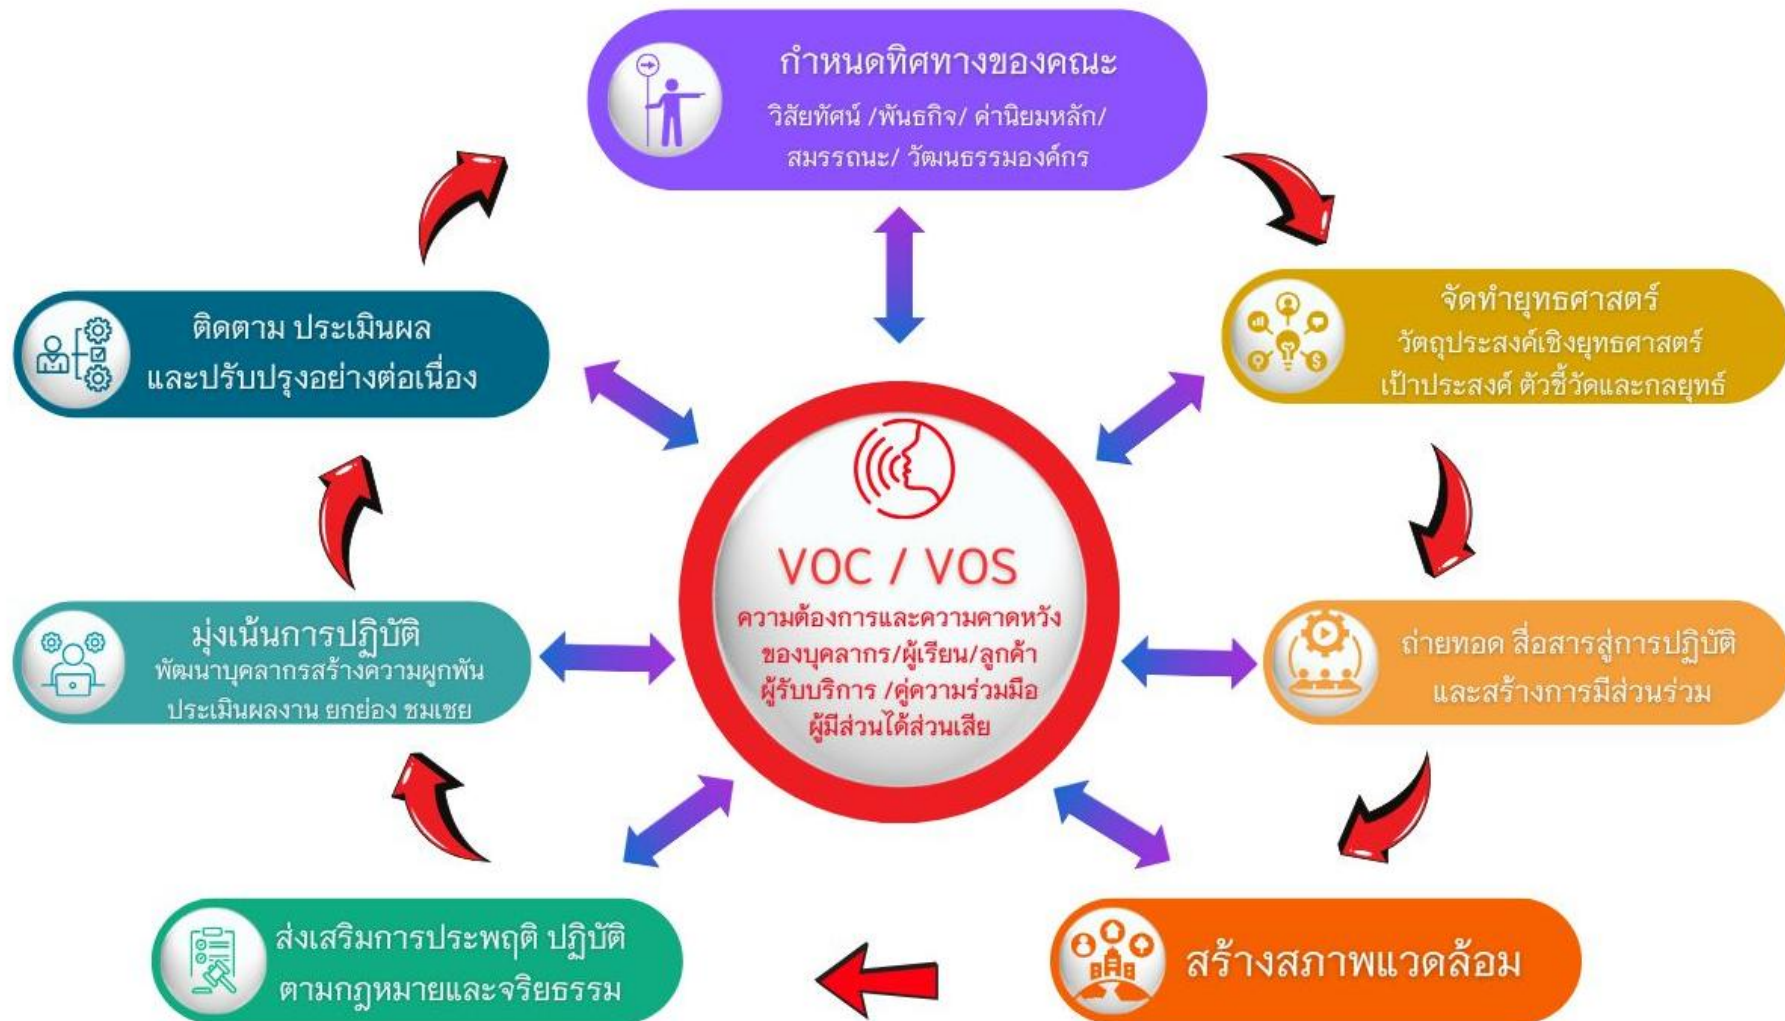 กำหนดทิศทางของคณะ
วิสัยทัศน์ /พันธกิจ/ ค่านิยมหลัก/
สมรรถนะ/ วัฒนธรรมองค์กร
จัดทำยุทธศาสตร์
วัตถุประสงค์เชิงยุทธศาสตร์
เป้าประสงค์ ตัวชี้วัดและกลยุทธ์
ถ่ายทอด สื่อสารสู่การปฏิบัติ
และสร้างการมีส่วนร่วม
สร้างสภาพแวดล้อม
ส่งเสริมการประพฤติ ปฏิบัติ
ตามกฎหมายและจริยธรรม
มุ่งเน้นการปฏิบัติ
พัฒนาบุคลากรสร้างความผูกพัน
ประเมินผลงาน ยกย่อง ชมเชย
ติดตาม ประเมินผล
และปรับปรุงอย่างต่อเนื่อง
VOC / VOS
ความต้องการและความคาดหวัง
ของบุคลากร/ผู้เรียน/ลูกค้า
ผู้รับบริการ /คู่ความร่วมมือ
ผู้มีส่วนได้ส่วนเสีย